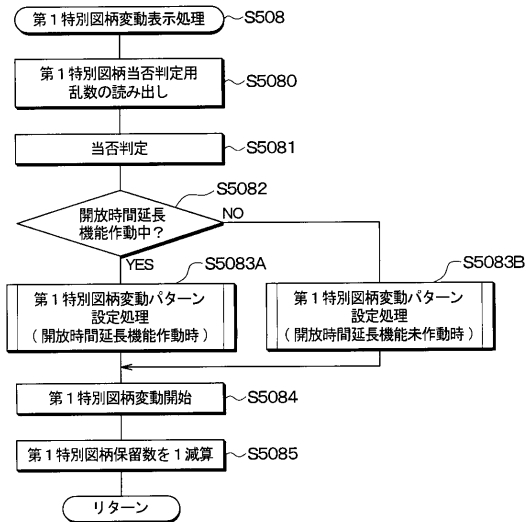 第1特別図柄変動表示処理
S508
第1特別図柄当否判定用
乱数の読み出し
S5080
当否判定
S5081
S5082
開放時間延長
機能作動中？
NO
YES
S5083A
第1特別図柄変動パターン
設定処理
(開放時間延長機能作動時)
S5083B
第1特別図柄変動パターン
設定処理
(開放時間延長機能未作動時)
第1特別図柄変動開始
S5084
第1特別図柄保留数を1減算
S5085
リターン